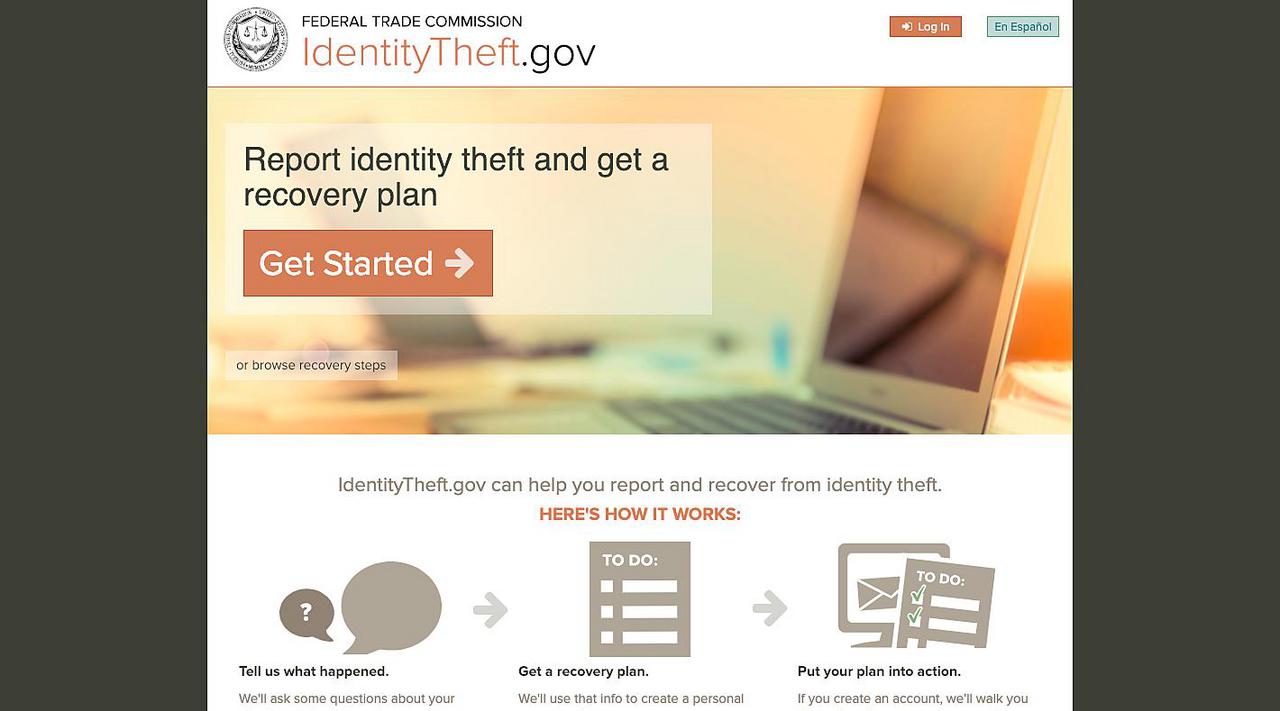 FEDERAL TRADE COMMISSION
IdentityTheft.gov
Log In
En Español
Report identity theft and get a
recovery plan
Get Started
or browse recovery steps
IdentityTheft.gov can help you report and recover from identity theft.
HERE'S HOW IT WORKS:
?
TO DO:
TO DO:
Tell us what happened.
We'll ask some questions about your
Get a recovery plan.
We'll use that info to create a personal
Put your plan into action.
If you create an account, we'll walk you